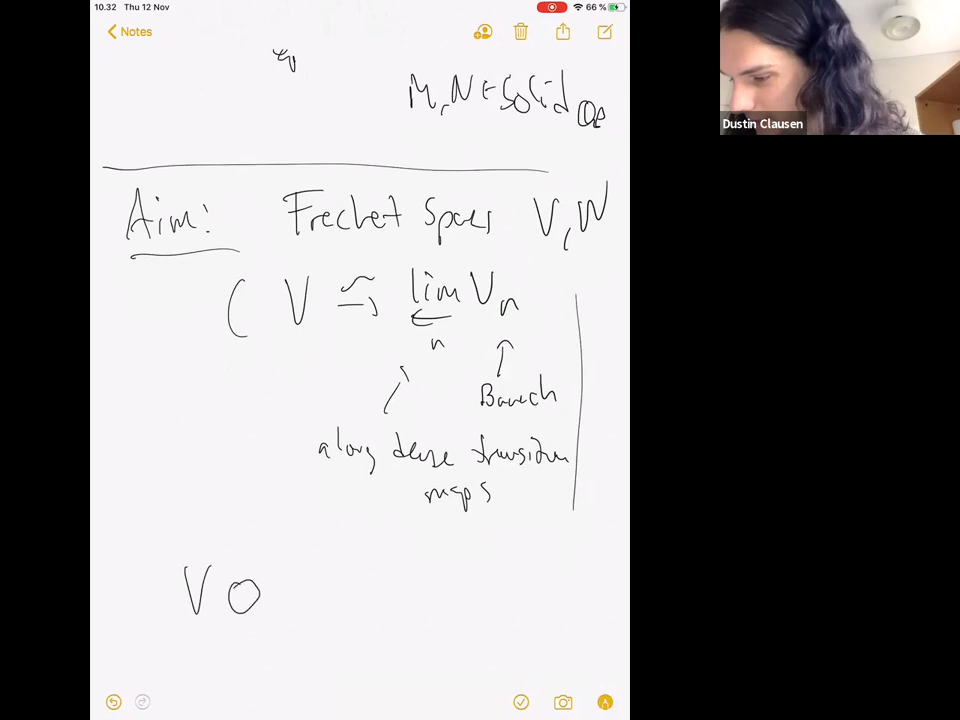 10.32 Thu 12 Nov
66 %
Notes
M, N ∈ Solid
Dustin Clausen
Aim: Frechet Spaces V, W
( V ≃ lim V_n
n
Banach
along dense transition
maps
V O